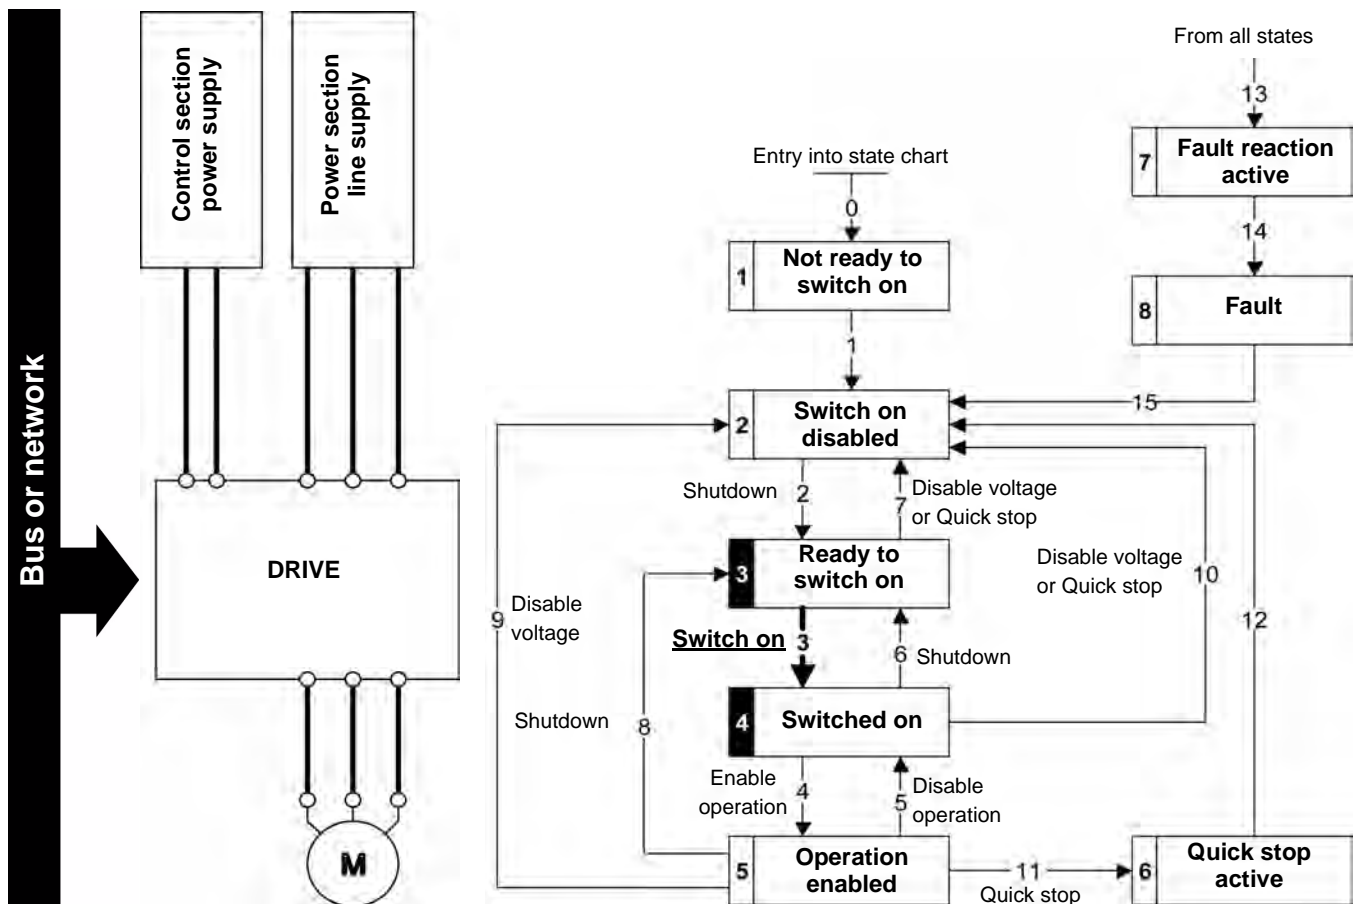 Bus or network
Control section
power supply
Power section
line supply
DRIVE
M
From all states
13
7
Fault reaction
active
14
8
Fault
15
Entry into state chart
0
1
Not ready to
switch on
1
2
Switch on
disabled
Shutdown
2
7
Disable voltage
or Quick stop
3
Ready to
switch on
Disable voltage
or Quick stop
10
12
9
Disable
voltage
Switch on
3
6
Shutdown
Shutdown
8
4
Switched on
Enable
operation
4
5
Disable
operation
5
Operation
enabled
11
Quick stop
6
Quick stop
active